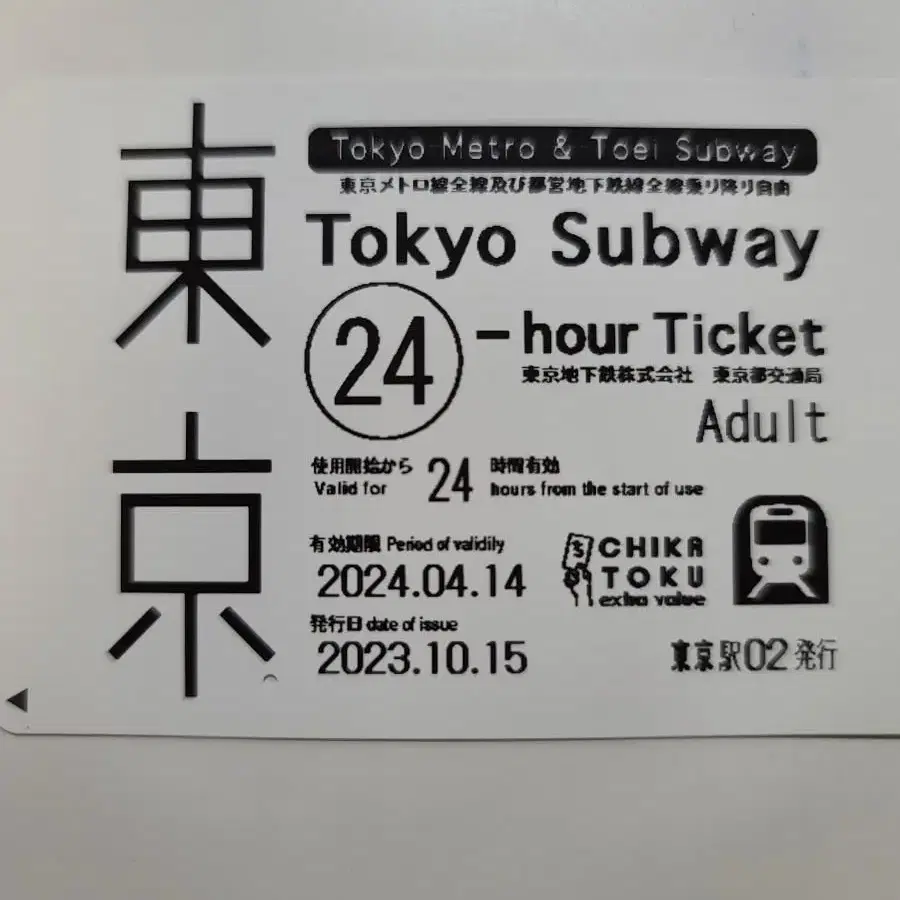 東京
Tokyo Metro & Toei Subway
東京メトロ線全線及び都営地下鉄線全線乗り降り自由
Tokyo Subway
24-hour Ticket
東京地下鉄株式会社 東京都交通局
Adult
使用開始から 24 時間有効
Valid for 24 hours from the start of use
有効期限 Period of validity
2024.04.14
CHIKA
TOKU
extra value
発行日 date of issue
2023.10.15
東京駅02発行